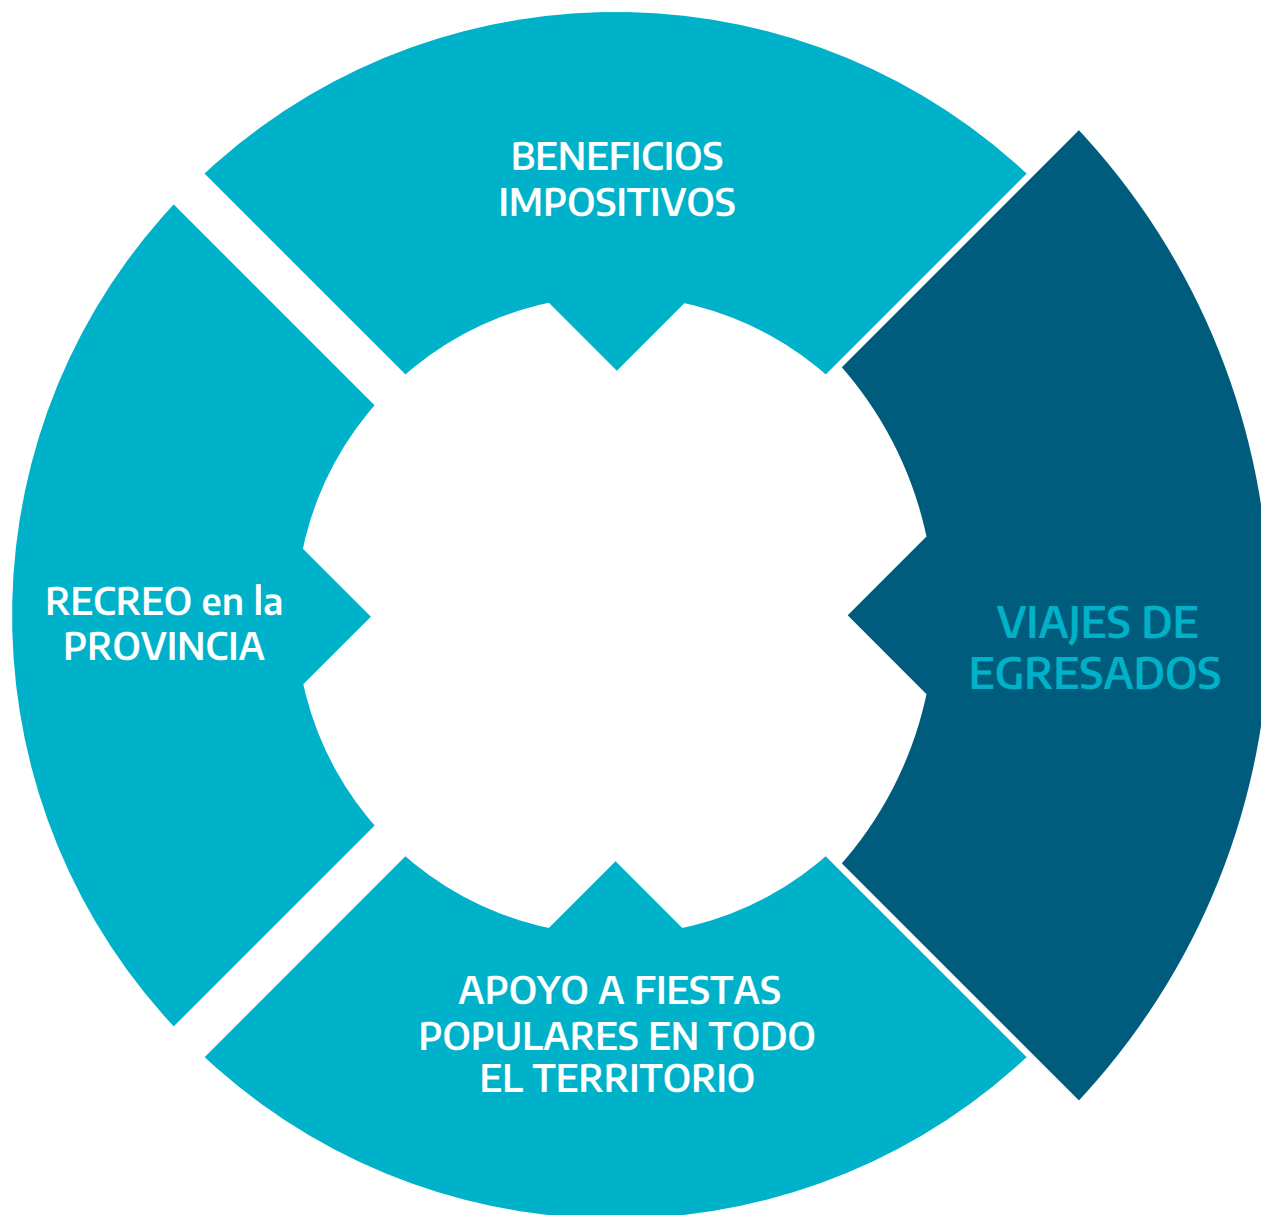 BENEFICIOS
IMPOSITIVOS
RECREO en la
PROVINCIA
VIAJES DE
EGRESADOS
APOYO A FIESTAS
POPULARES EN TODO
EL TERRITORIO